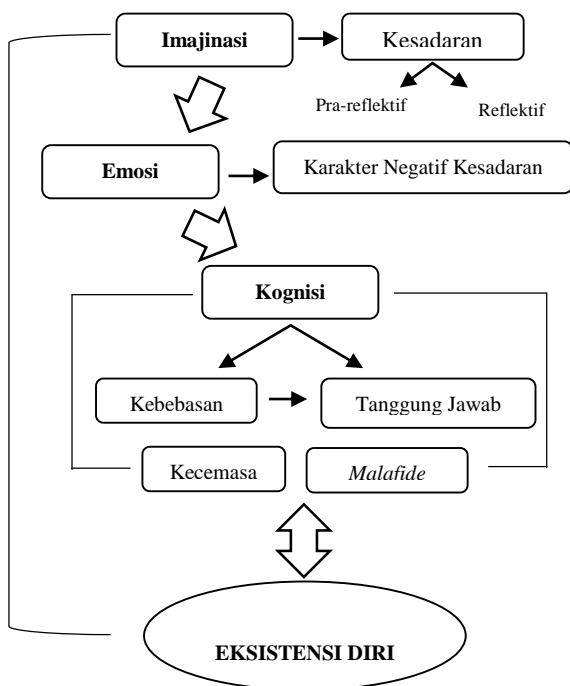 Imajinasi
Kesadaran
Pra-reflektif
Reflektif
Emosi
Karakter Negatif Kesadaran
Kognisi
Kebebasan
Tanggung Jawab
Kecemasa
Malafide
EKSISTENSI DIRI